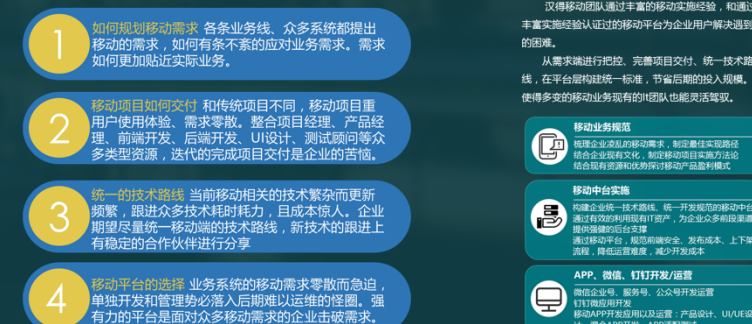 1
如何规划移动需求 各条业务线、众多系统都提出
移动的需求，如何有条不紊的应对业务需求。需求
如何更加贴近实际业务。
2
移动项目如何交付 和传统项目不同，移动项目重
用户使用体验、需求零散。整合项目经理、产品经
理、前端开发、后端开发、UI设计、测试顾问等众
多类型资源，迭代的完成项目交付是企业的苦恼。
3
统一的技术路线 当前移动相关的技术繁杂而更新
频繁，跟进众多技术耗时耗力，且成本惊人。企业
期望尽量统一移动端的技术路线，新技术的跟进上
有稳定的合作伙伴进行分享
4
移动平台的选择 业务系统的移动需求零散而急迫，
单独开发和管理势必落入后期难以运维的怪圈。强
有力的平台是面对众多移动需求的企业击破需求。
汉得移动团队通过丰富的移动实施经验，和通过
丰富实施经验认证过的移动平台为企业用户解决遇到
的困难。
从需求端进行把控、完善项目交付、统一技术路
线，在平台层构建统一标准，节省后期的投入规模。
使得多变的移动业务现有的It团队也能灵活驾驭。
移动业务规范
梳理企业凌乱的移动需求，制定最佳实现路径
结合企业现有文化，制定移动项目实施方法论
结合现有资源和优势探讨移动产品盈利模式
移动中台实施
构建企业统一技术路线、统一开发规范的移动中台
通过有效的利用现有IT资产，为企业众多前段渠道
提供强健的后台支撑
通过移动平台，规范前端安全、发布成本、上下架
流程，降低运营难度，减少开发成本
APP、微信、钉钉开发/运营
微信企业号、服务号、公众号开发运营
钉钉微应用开发
移动APP开发应用以及运营：产品设计、UI/UE设